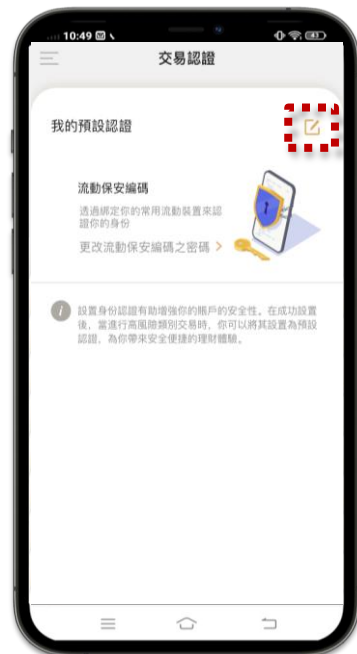 10:49
交易認證
我的預設認證
流動保安編碼
透過綁定你的常用流動裝置來認
證你的身份
更改流動保安編碼之密碼 >
i 設置身份認證有助增強你的賬戶的安全性。在成功設置
後，當進行高風險類別交易時，你可以將其設置為預設
認證，為你帶來安全便捷的理財體驗。